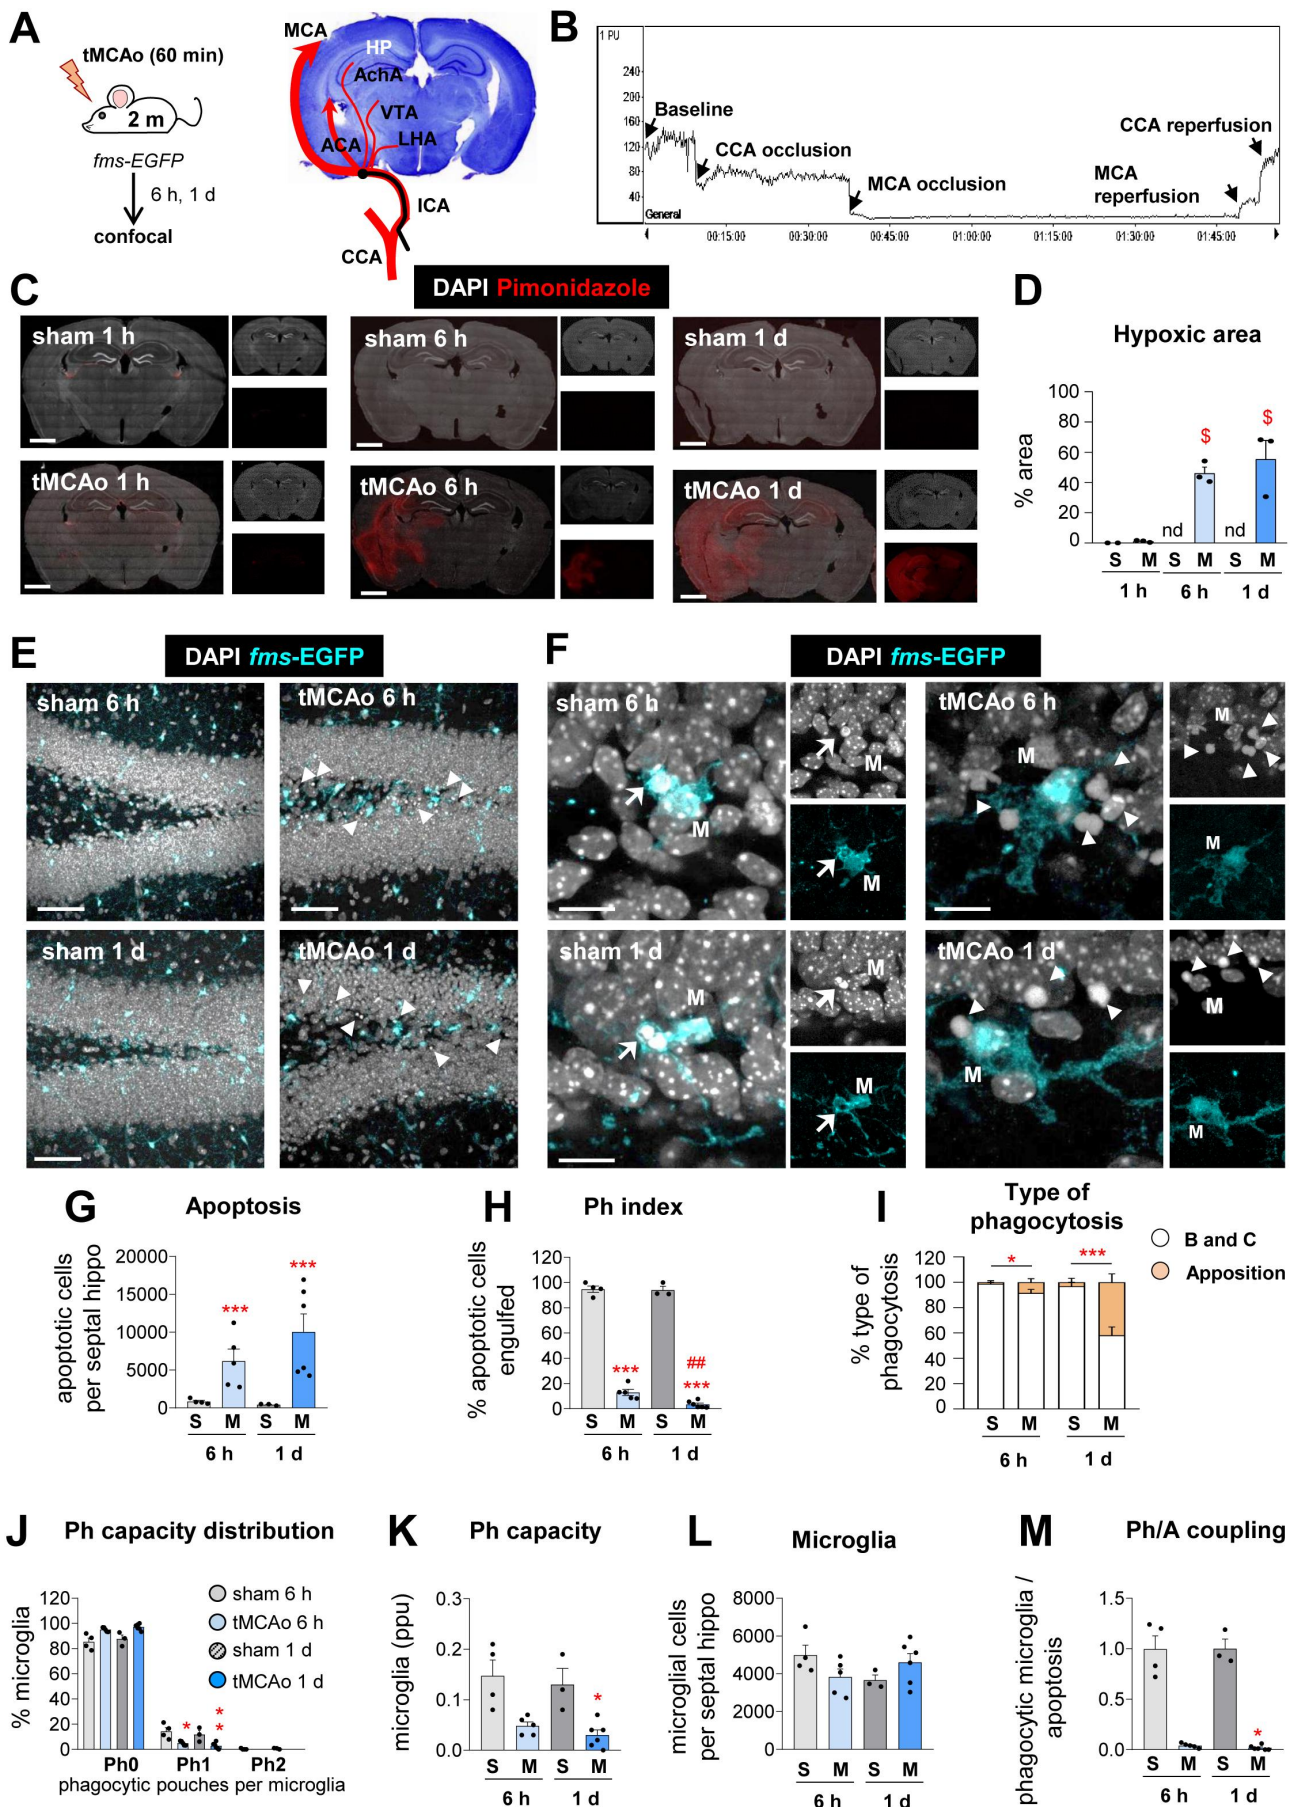 A
tMCAo (60 min)
2 m
fms-EGFP
6 h, 1 d
confocal
MCA
HP
AchA
VTA
ACA
LHA
ICA
CCA
B
1 PU
240
200
160
120
80
40
Baseline
CCA occlusion
MCA occlusion
CCA reperfusion
MCA
reperfusion
General
00:15:00 00:30:00 00:45:00 01:00:00 01:15:00 01:30:00 01:45:00
C
DAPI Pimonidazole
sham 1 h
sham 6 h
sham 1 d
tMCAo 1 h
tMCAo 6 h
tMCAo 1 d
D
Hypoxic area
% area
100
80
60
40
20
0
nd
$
nd
$
S M S M S M
1 h 6 h 1 d
E
DAPI fms-EGFP
sham 6 h
tMCAo 6 h
sham 1 d
tMCAo 1 d
F
DAPI fms-EGFP
sham 6 h
M
M
M
tMCAo 6 h
M
M
M
sham 1 d
M
M
M
tMCAo 1 d
M
M
M
G
Apoptosis
apoptotic cells
per septal hippo
20000
15000
10000
5000
0
***
***
S M S M
6 h 1 d
H
Ph index
% apoptotic cells
engulfed
120
100
80
60
40
20
0
***
##
***
S M S M
6 h 1 d
I
Type of
phagocytosis
B and C
Apposition
% type of
phagocytosis
120
100
80
60
40
20
0
*
***
S M S M
6 h 1 d
J
Ph capacity distribution
sham 6 h
tMCAo 6 h
sham 1 d
tMCAo 1 d
% microglia
120
100
80
60
40
20
0
*
**
Ph0 Ph1 Ph2
phagocytic pouches per microglia
K
Ph capacity
microglia (ppu)
0.3
0.2
0.1
0.0
*
S M S M
6 h 1 d
L
Microglia
microglial cells
per septal hippo
8000
6000
4000
2000
0
S M S M
6 h 1 d
M
Ph/A coupling
phagocytic microglia /
apoptosis
1.5
1.0
0.5
0.0
*
S M S M
6 h 1 d